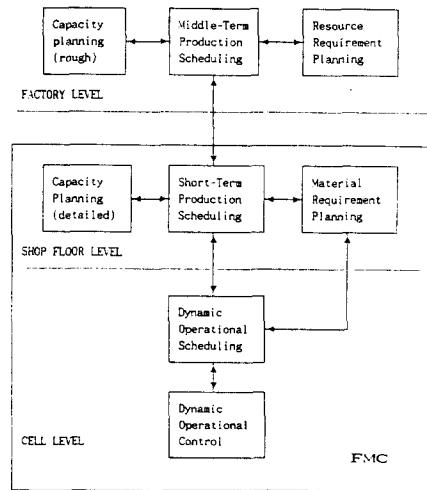 Capacity
planning
(rough)
Middle-Term
Production
Scheduling
Resource
Requirement
Planning
FACTORY LEVEL
Capacity
Planning
(detailed)
Short-Term
Production
Scheduling
Material
Requirement
Planning
SHOP FLOOR LEVEL
Dynamic
Operational
Scheduling
Dynamic
Operational
Control
CELL LEVEL
FMC